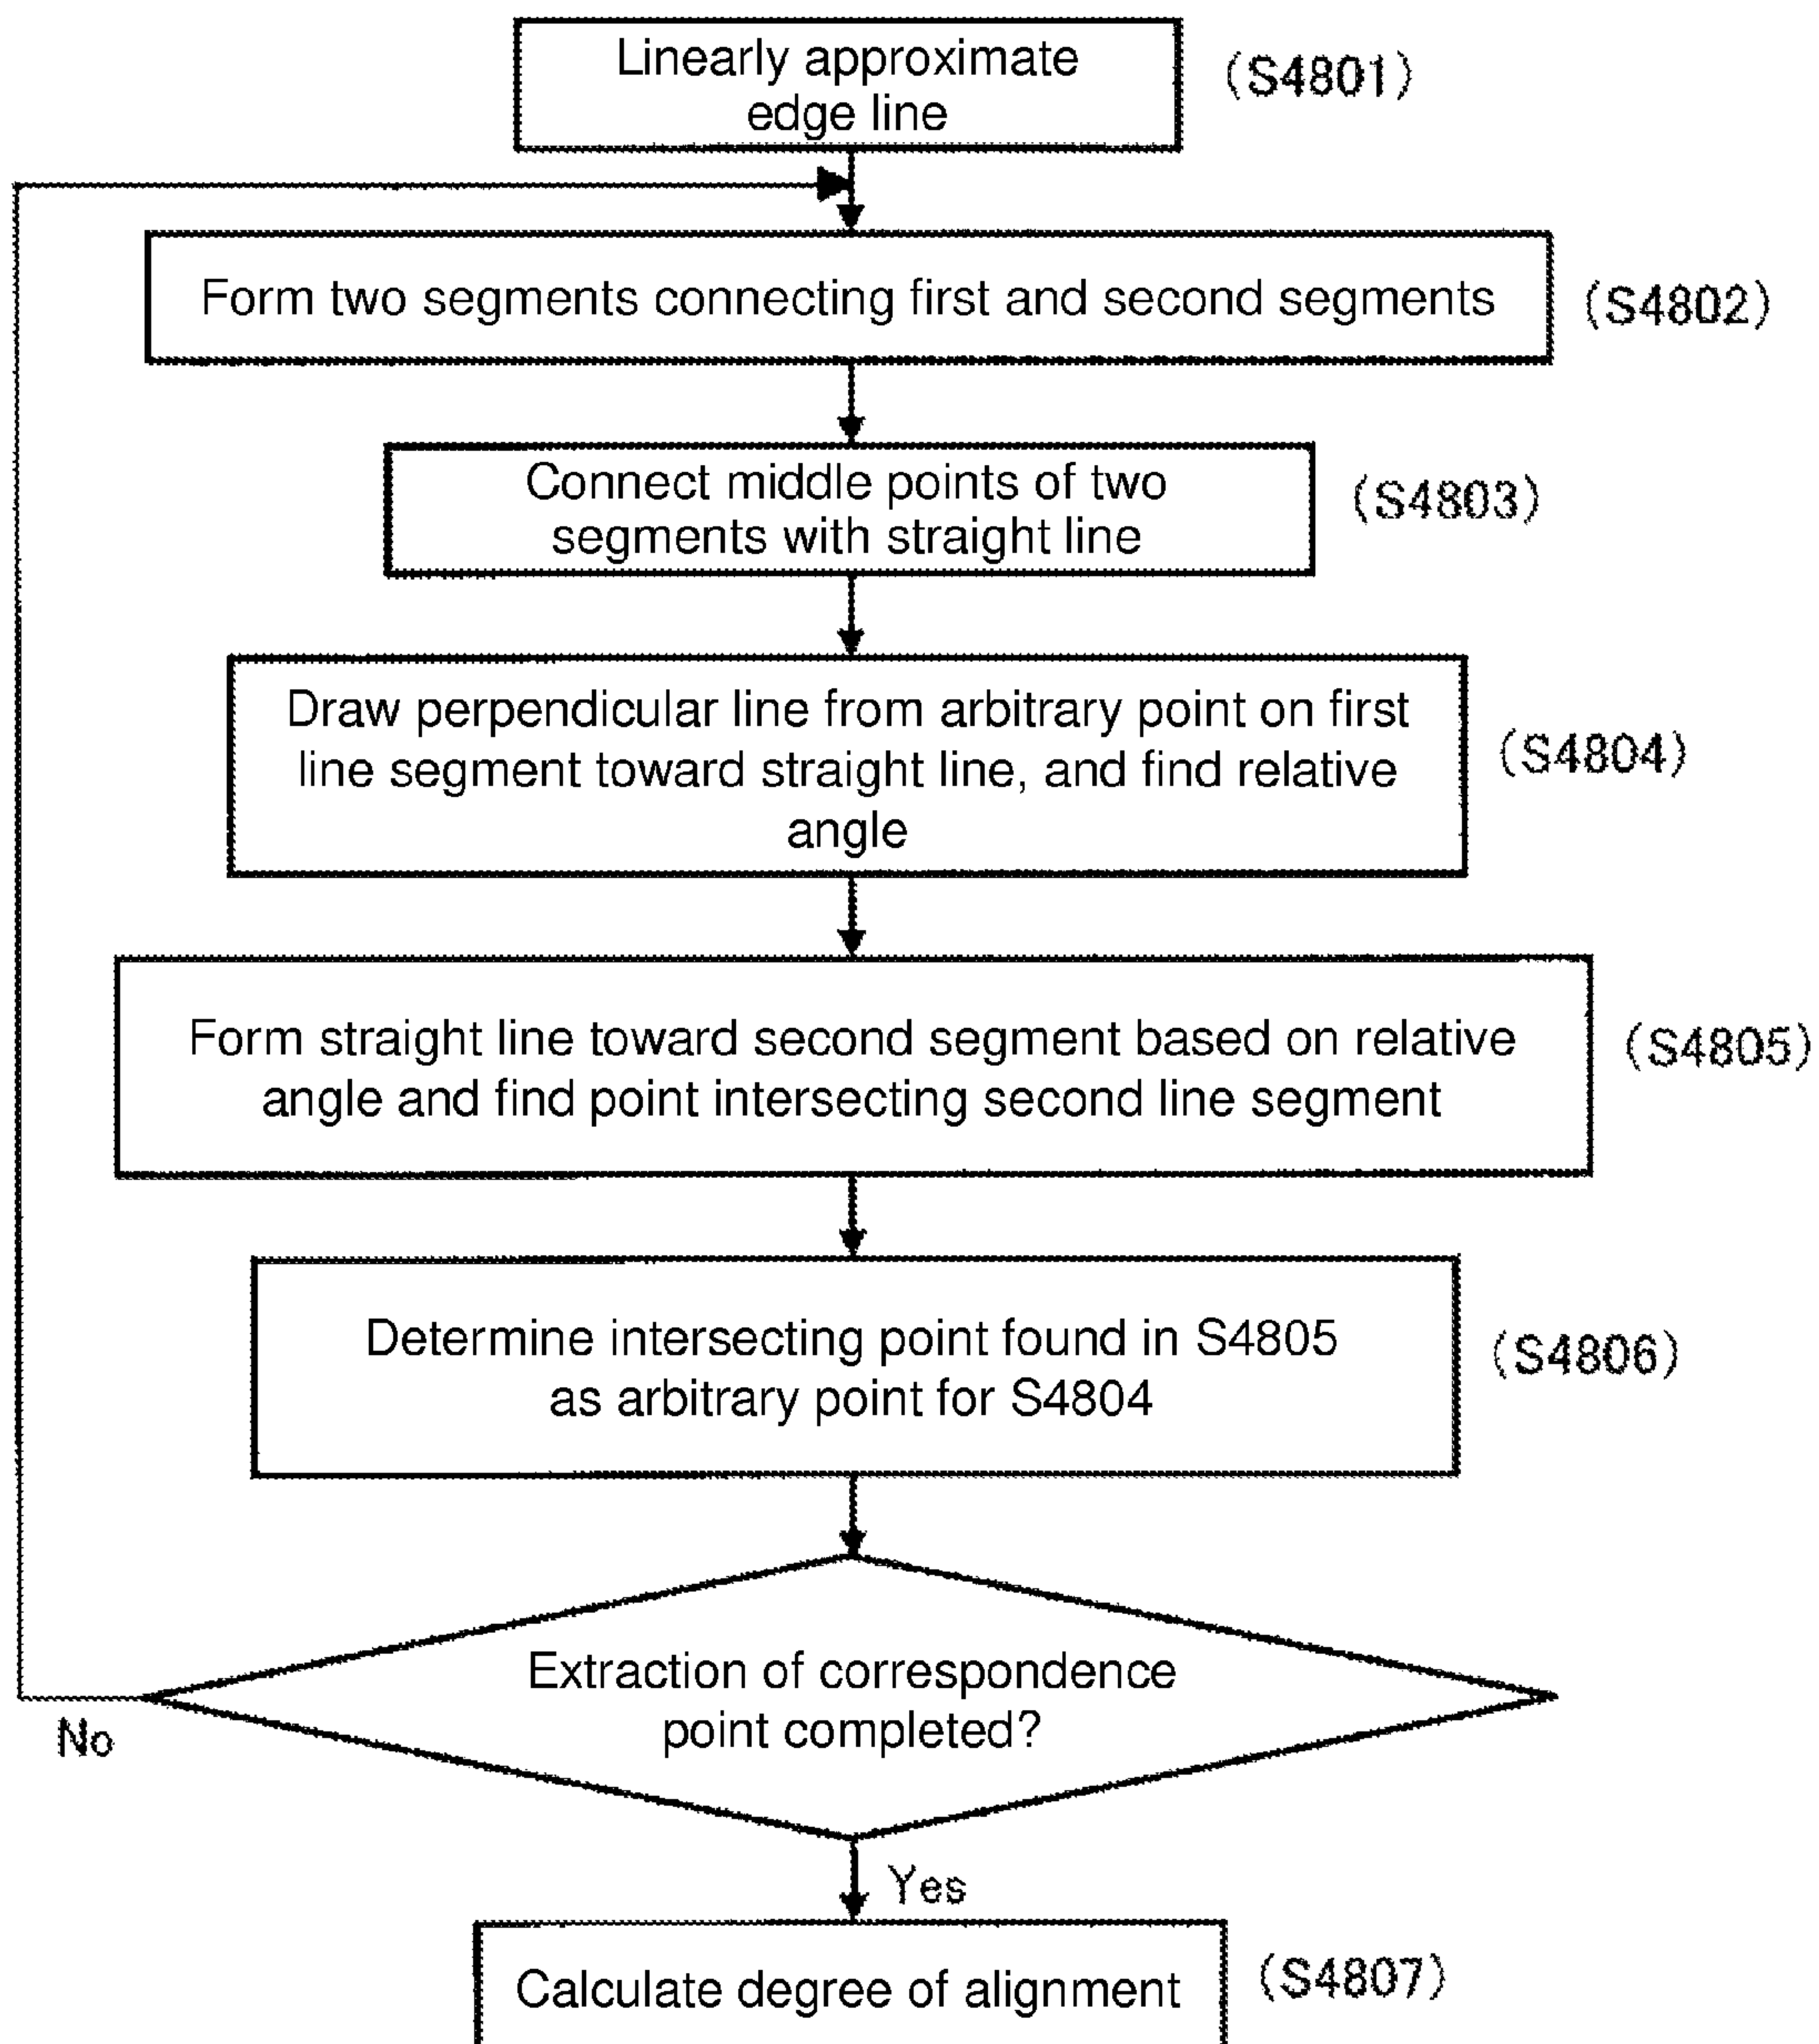 Linearly approximate
edge line
(S4801)
Form two segments connecting first and second segments
(S4802)
Connect middle points of two
segments with straight line
(S4803)
Draw perpendicular line from arbitrary point on first
line segment toward straight line, and find relative
angle
(S4804)
Form straight line toward second segment based on relative
angle and find point intersecting second line segment
(S4805)
Determine intersecting point found in S4805
as arbitrary point for S4804
(S4806)
Extraction of correspondence
point completed?
No
Yes
Calculate degree of alignment
(S4807)